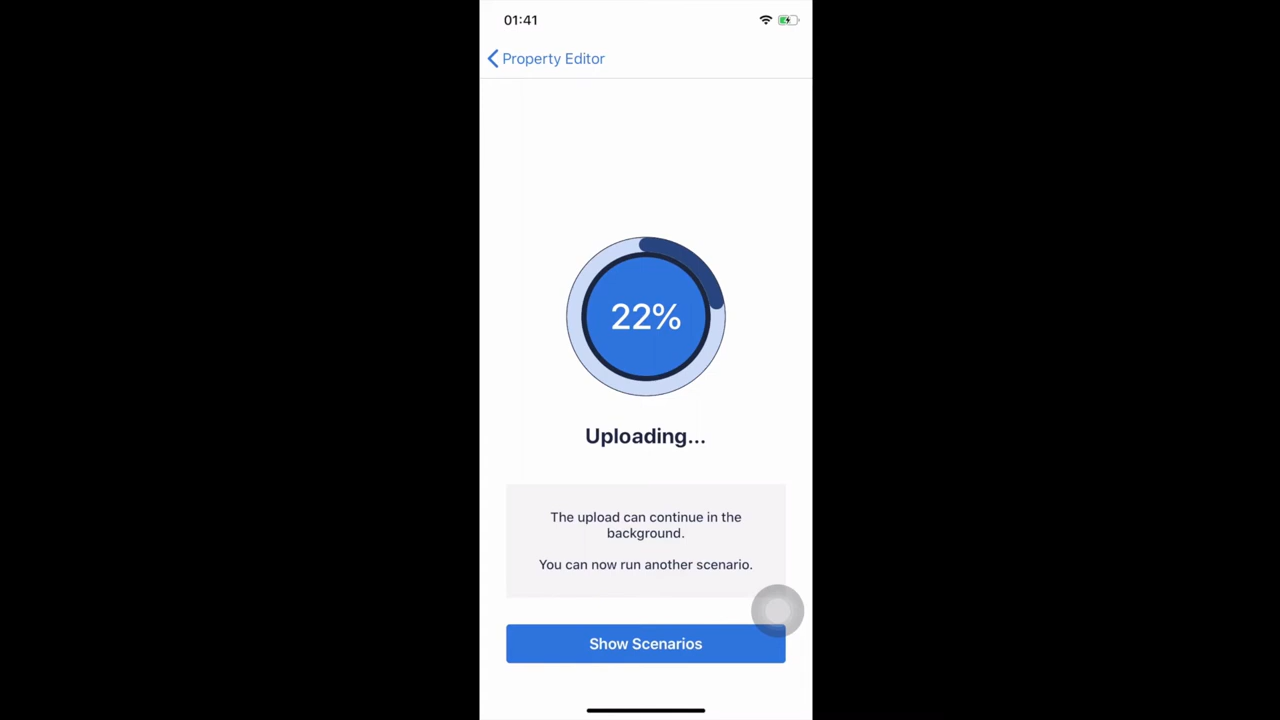 01:41
Property Editor
22%
Uploading...
The upload can continue in the
background.
You can now run another scenario.
Show Scenarios